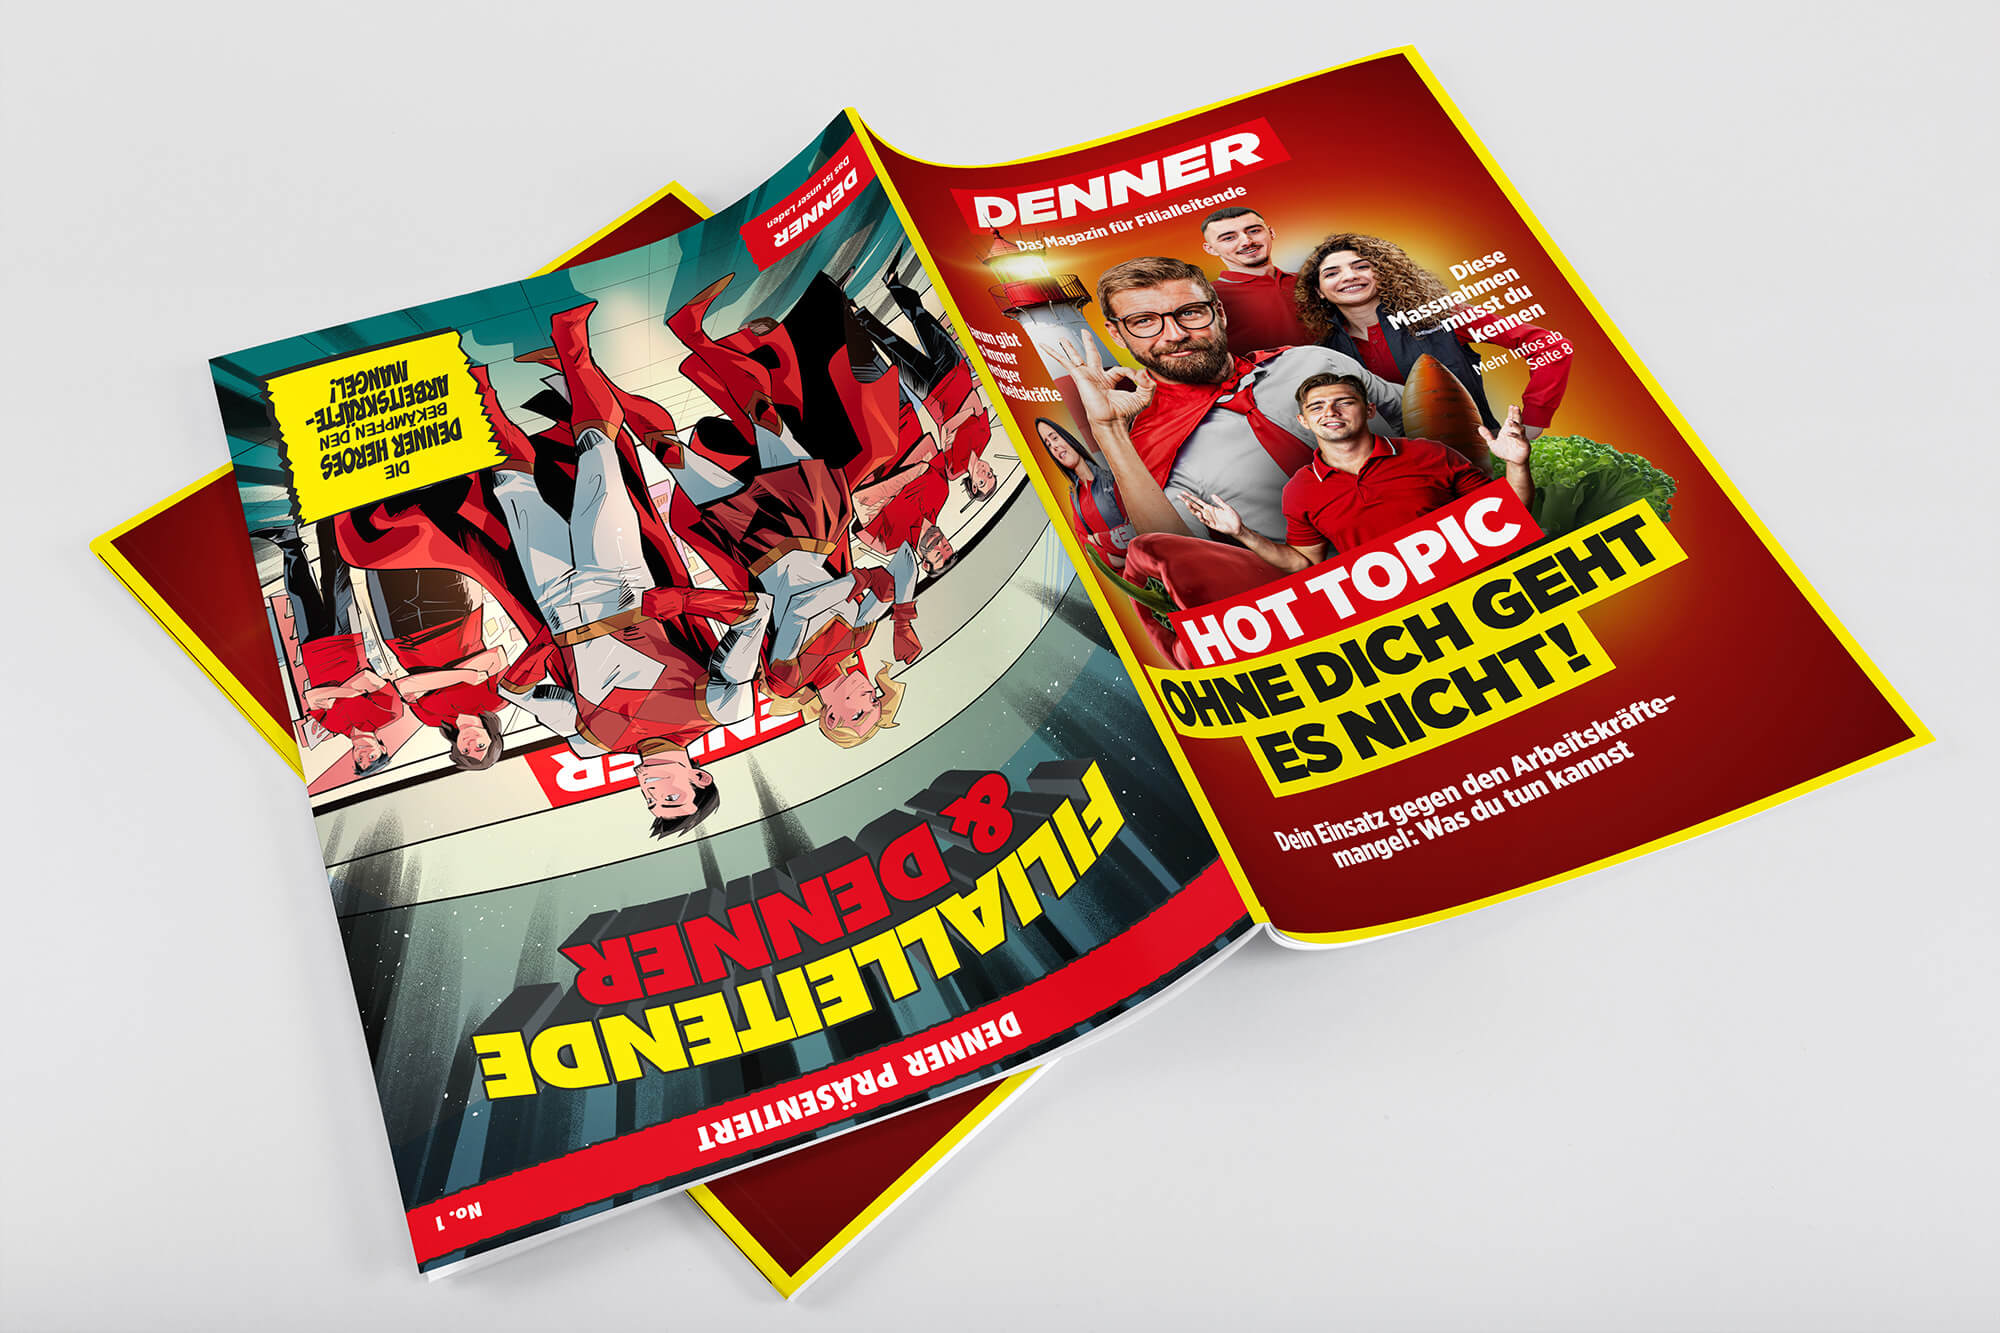 DENNER
Das Magazin für Filialleitende
Diese
Massnahmen
musst du
kennen
Mehr Infos ab
Seite 8
gibt
immer
HOT TOPIC
OHNE DICH GEHT
ES NICHT!
Dein Einsatz gegen den Arbeitskräfte-
mangel: Was du tun kannst
No. 1
DENNER PRÄSENTIERT
FILIALLEITENDE
& DENNER
DIE
DENNER HEROES
BEKÄMPFEN DEN
ARBEITSKRÄFTE-
MANGEL!
DENNER
Das ist unser Laden